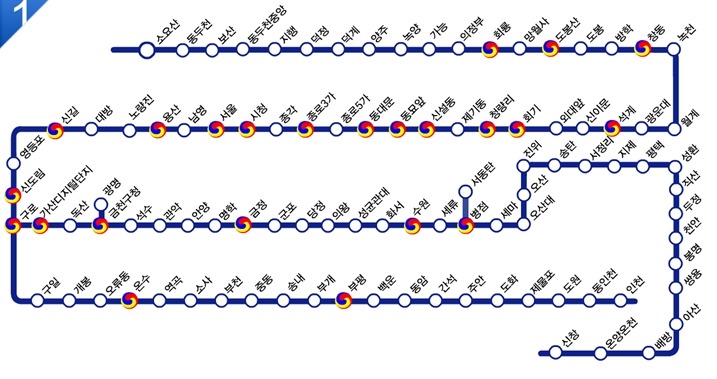 1
소요산
동두천
보산
동두천중앙
지행
덕정
덕계
양주
녹양
가능
의정부
회룡
망월사
도봉산
도봉
방학
창동
녹천
월계
광운대
석계
신이문
외대앞
회기
청량리
제기동
신설동
동묘앞
동대문
종로5가
종로3가
종각
시청
서울
남영
용산
노량진
대방
신길
영등포
신도림
구로
가산디지털단지
독산
금천구청
광명
석수
관악
안양
명학
금정
군포
당정
의왕
성균관대
화서
수원
세류
병점
서동탄
세마
오산대
오산
진위
송탄
서정리
지제
평택
성환
직산
두정
천안
봉명
쌍용
아산
배방
온양온천
신창
구일
개봉
오류동
온수
역곡
소사
부천
중동
송내
부개
부평
백운
동암
간석
주안
도화
제물포
도원
동인천
인천